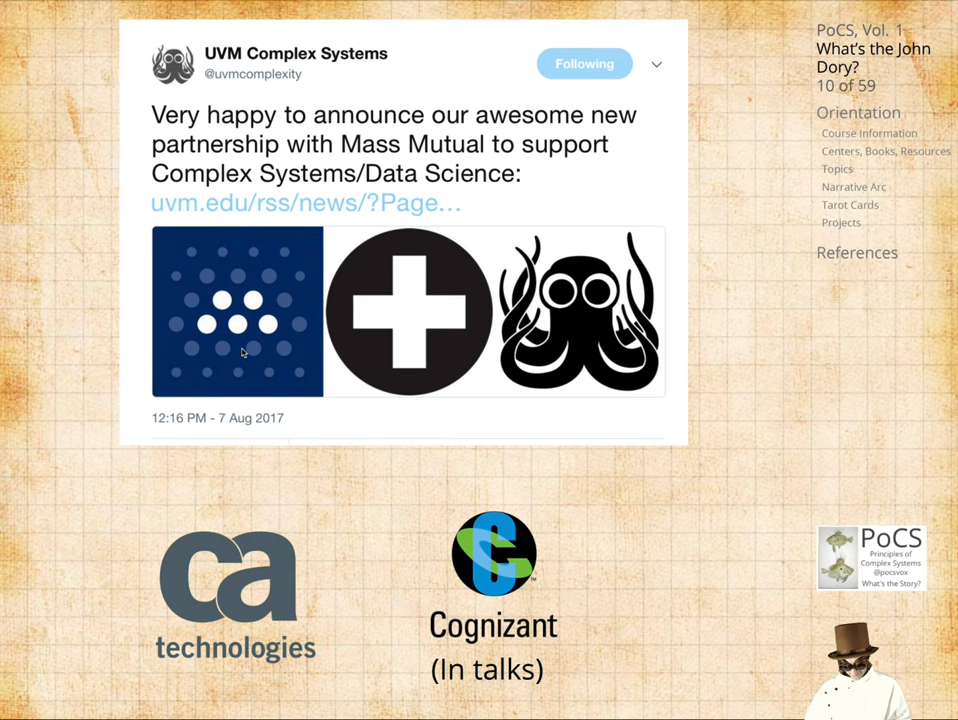 UVM Complex Systems
@uvmcomplexity
Following
Very happy to announce our awesome new
partnership with Mass Mutual to support
Complex Systems/Data Science:
uvm.edu/rss/news/?Page…
12:16 PM - 7 Aug 2017
ca
technologies
Cognizant
(In talks)
PoCS, Vol. 1
What's the John
Dory?
10 of 59
Orientation
Course Information
Centers, Books, Resources
Topics
Narrative Arc
Tarot Cards
Projects
References
PoCS
Principles of
Complex Systems
@pocsvox
What's the Story?